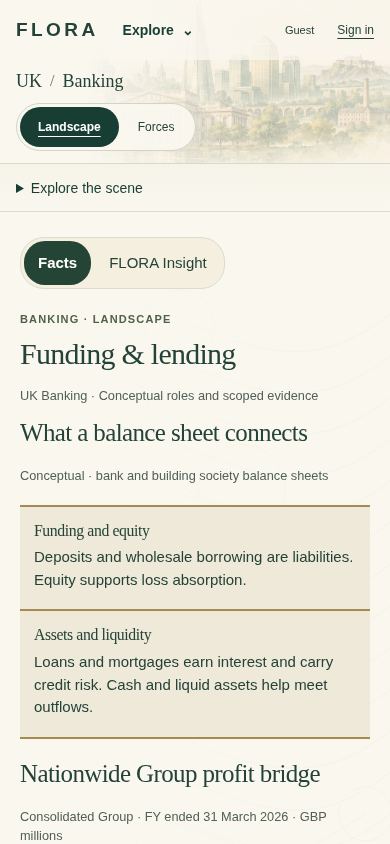 FLORA Explore ⌄ Guest Sign in
UK / Banking
Landscape Forces
▶ Explore the scene
Facts FLORA Insight
BANKING · LANDSCAPE
Funding & lending
UK Banking · Conceptual roles and scoped evidence
What a balance sheet connects
Conceptual · bank and building society balance sheets
Funding and equity
Deposits and wholesale borrowing are liabilities.
Equity supports loss absorption.
Assets and liquidity
Loans and mortgages earn interest and carry
credit risk. Cash and liquid assets help meet
outflows.
Nationwide Group profit bridge
Consolidated Group · FY ended 31 March 2026 · GBP
millions